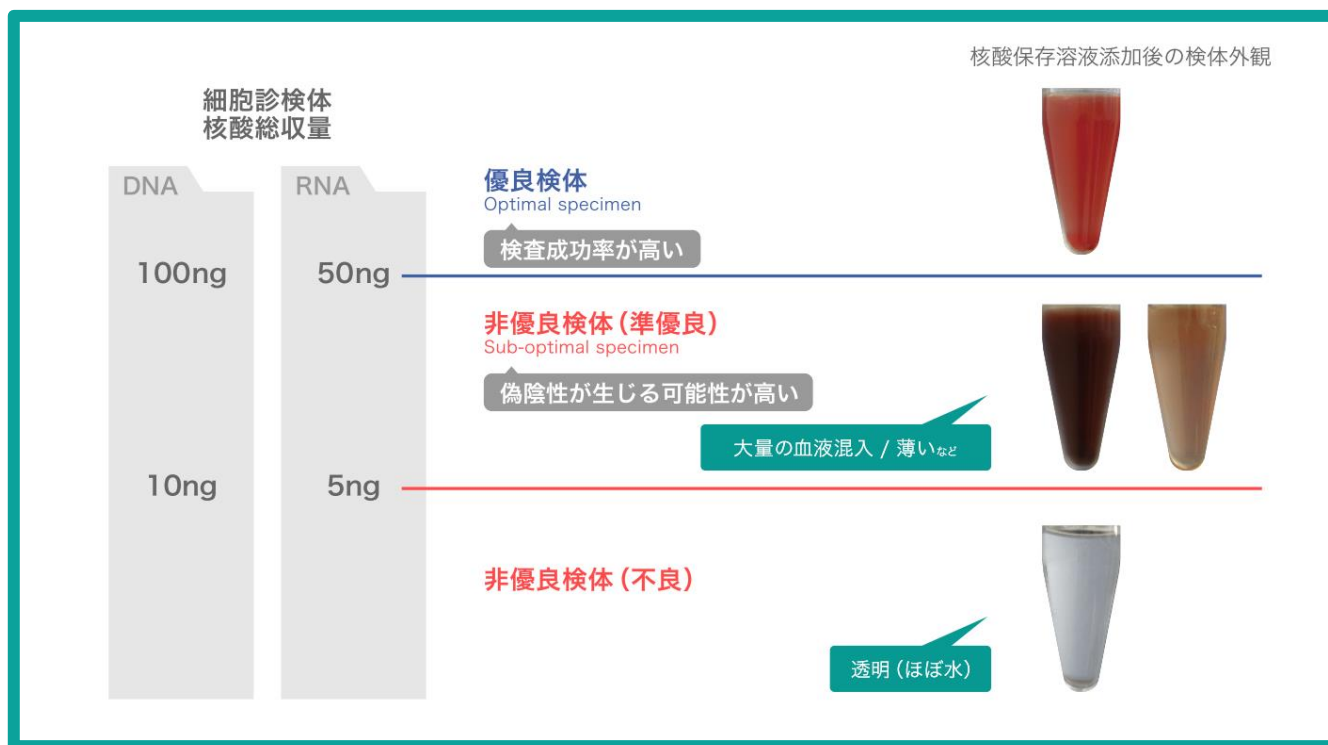 核酸保存溶液添加後の検体外観
細胞診検体
核酸総収量
DNA
RNA
優良検体
Optimal specimen
検査成功率が高い
100ng
50ng
非優良検体(準優良)
Sub-optimal specimen
偽陰性が生じる可能性が高い
大量の血液混入 / 薄いなど
10ng
5ng
非優良検体(不良)
透明(ほぼ水)